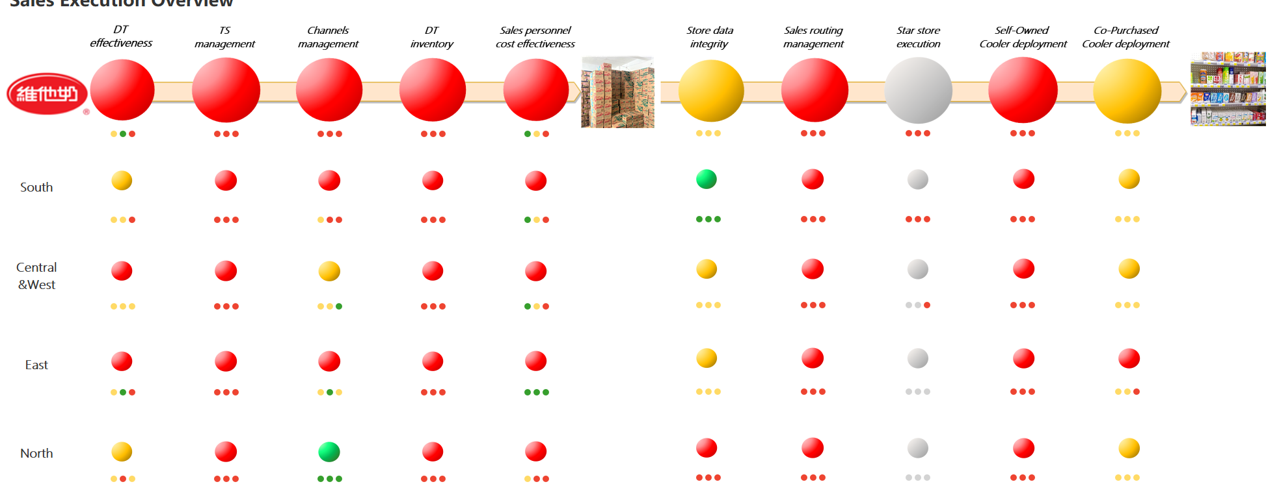 Sales Execution Overview
DT
effectiveness
TS
management
Channels
management
DT
inventory
Sales personnel
cost effectiveness
Store data
integrity
Sales routing
management
Star store
execution
Self-Owned
Cooler deployment
Co-Purchased
Cooler deployment
維他奶
®
South
Central
&West
East
North